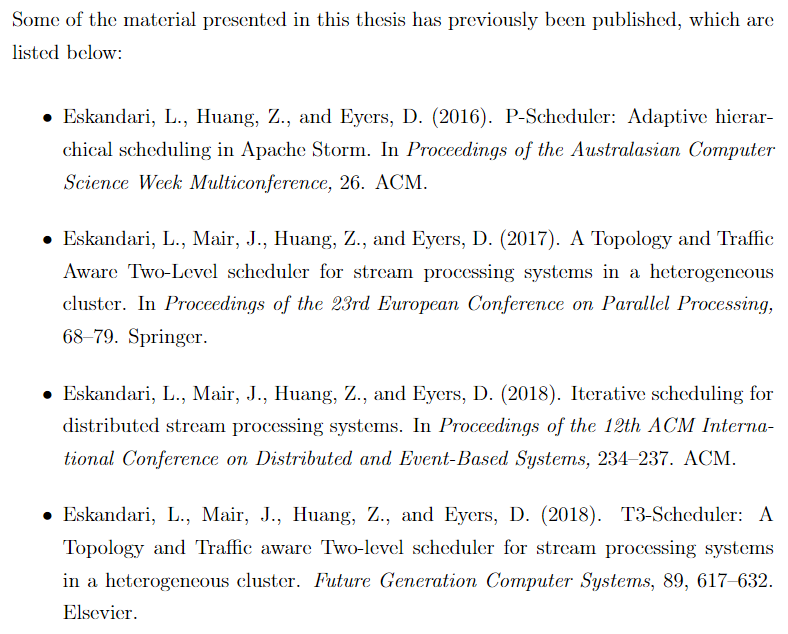 Some of the material presented in this thesis has previously been published, which are
listed below:
• Eskandari, L., Huang, Z., and Eyers, D. (2016). P-Scheduler: Adaptive hierar-
chical scheduling in Apache Storm. In Proceedings of the Australasian Computer
Science Week Multiconference, 26. ACM.
• Eskandari, L., Mair, J., Huang, Z., and Eyers, D. (2017). A Topology and Traffic
Aware Two-Level scheduler for stream processing systems in a heterogeneous
cluster. In Proceedings of the 23rd European Conference on Parallel Processing,
68–79. Springer.
• Eskandari, L., Mair, J., Huang, Z., and Eyers, D. (2018). Iterative scheduling for
distributed stream processing systems. In Proceedings of the 12th ACM Interna-
tional Conference on Distributed and Event-Based Systems, 234–237. ACM.
• Eskandari, L., Mair, J., Huang, Z., and Eyers, D. (2018). T3-Scheduler: A
Topology and Traffic aware Two-level scheduler for stream processing systems
in a heterogeneous cluster. Future Generation Computer Systems, 89, 617–632.
Elsevier.